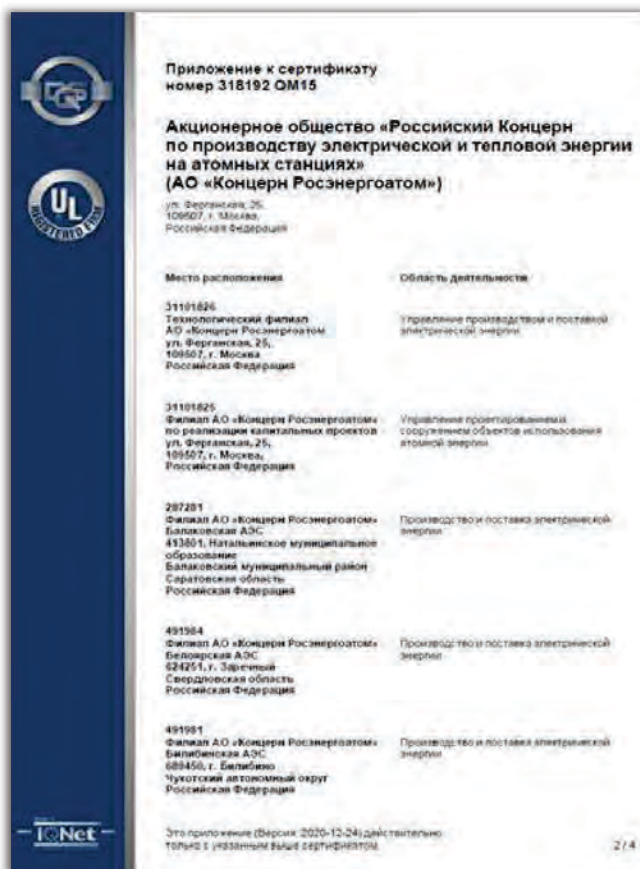 DQS
UL
REGISTERED FIRM
Приложение к сертификату
номер 318192 QM15
Акционерное общество «Российский Концерн
по производству электрической и тепловой энергии
на атомных станциях»
(АО «Концерн Росэнергоатом»)
ул. Ферганская, 25,
109507, г. Москва,
Российская Федерация
Место расположения
Область деятельности
31101826
Технологический филиал
АО «Концерн Росэнергоатом
ул. Ферганская, 25,
109507, г. Москва
Российская Федерация
Управление производством и поставкой
электрической энергии
31101825
Филиал АО «Концерн Росэнергоатом»
по реализации капитальных проектов
ул. Ферганская, 25,
109507, г. Москва,
Российская Федерация
Управление проектированием и
сооружением объектов использования
атомной энергии
287281
Филиал АО «Концерн Росэнергоатом»
Балаковская АЭС
413801, Натальинское муниципальное
образование
Балаковский муниципальный район
Саратовская область
Российская Федерация
Производство и поставка электрической
энергии
491984
Филиал АО «Концерн Росэнергоатом»
Белоярская АЭС
624251, г. Заречный
Свердловская область
Российская Федерация
Производство и поставка электрической
энергии
491981
Филиал АО «Концерн Росэнергоатом»
Билибинская АЭС
689450, г. Билибино
Чукотский автономный округ
Российская Федерация
Производство и поставка электрической
энергии
IQNet
Это приложение (Версия: 2020-12-24) действительно
только с указанным выше сертификатом.
2 / 4